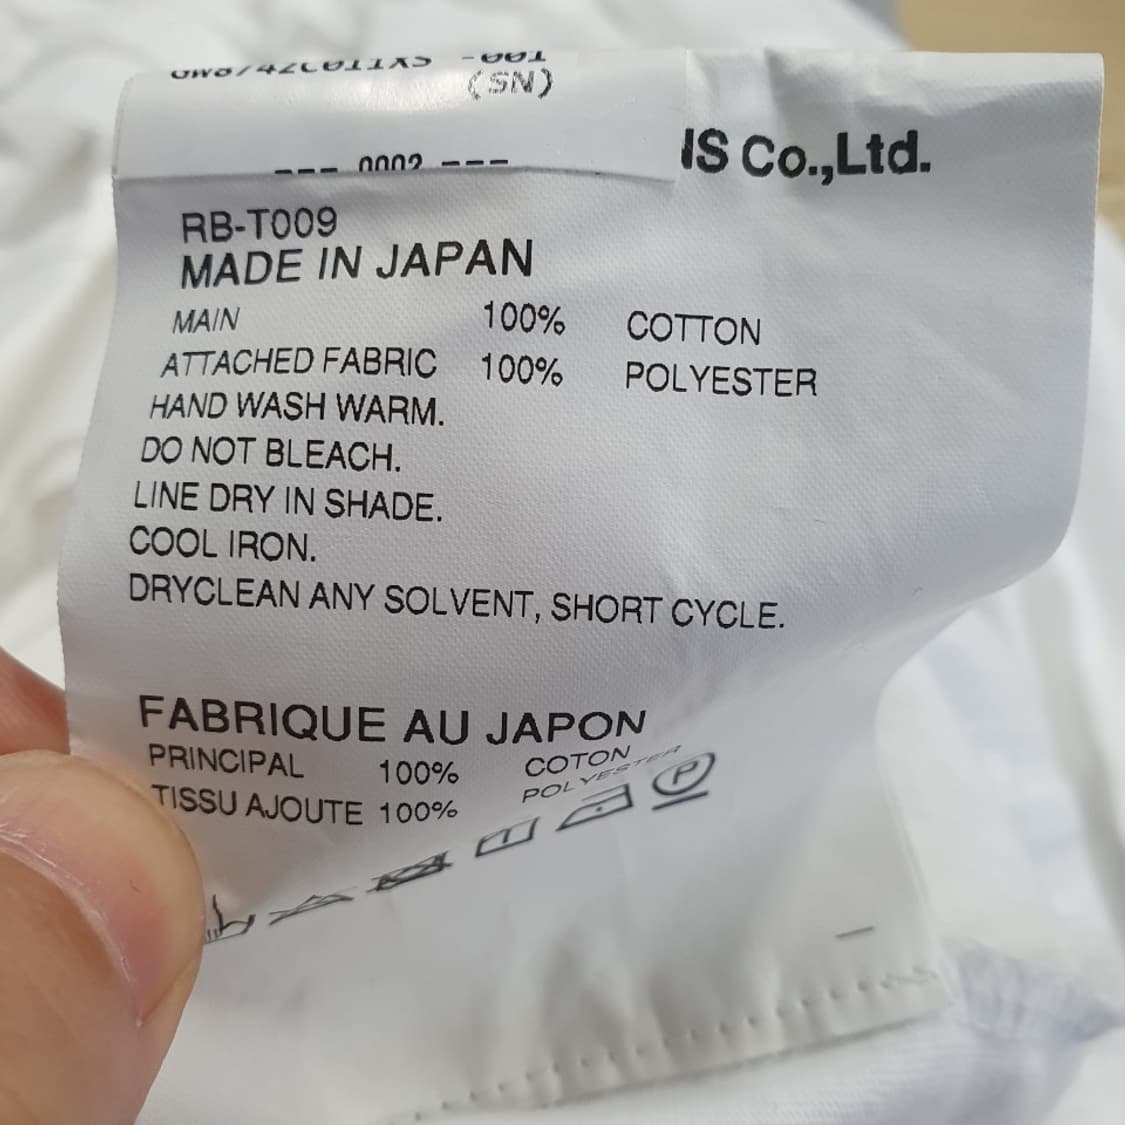 (SN)
--- 0002 ---
IS Co.,Ltd.
RB-T009
MADE IN JAPAN
MAIN 100% COTTON
ATTACHED FABRIC 100% POLYESTER
HAND WASH WARM.
DO NOT BLEACH.
LINE DRY IN SHADE.
COOL IRON.
DRYCLEAN ANY SOLVENT, SHORT CYCLE.
FABRIQUE AU JAPON
PRINCIPAL 100% COTON
TISSU AJOUTE 100% POLYESTER
P